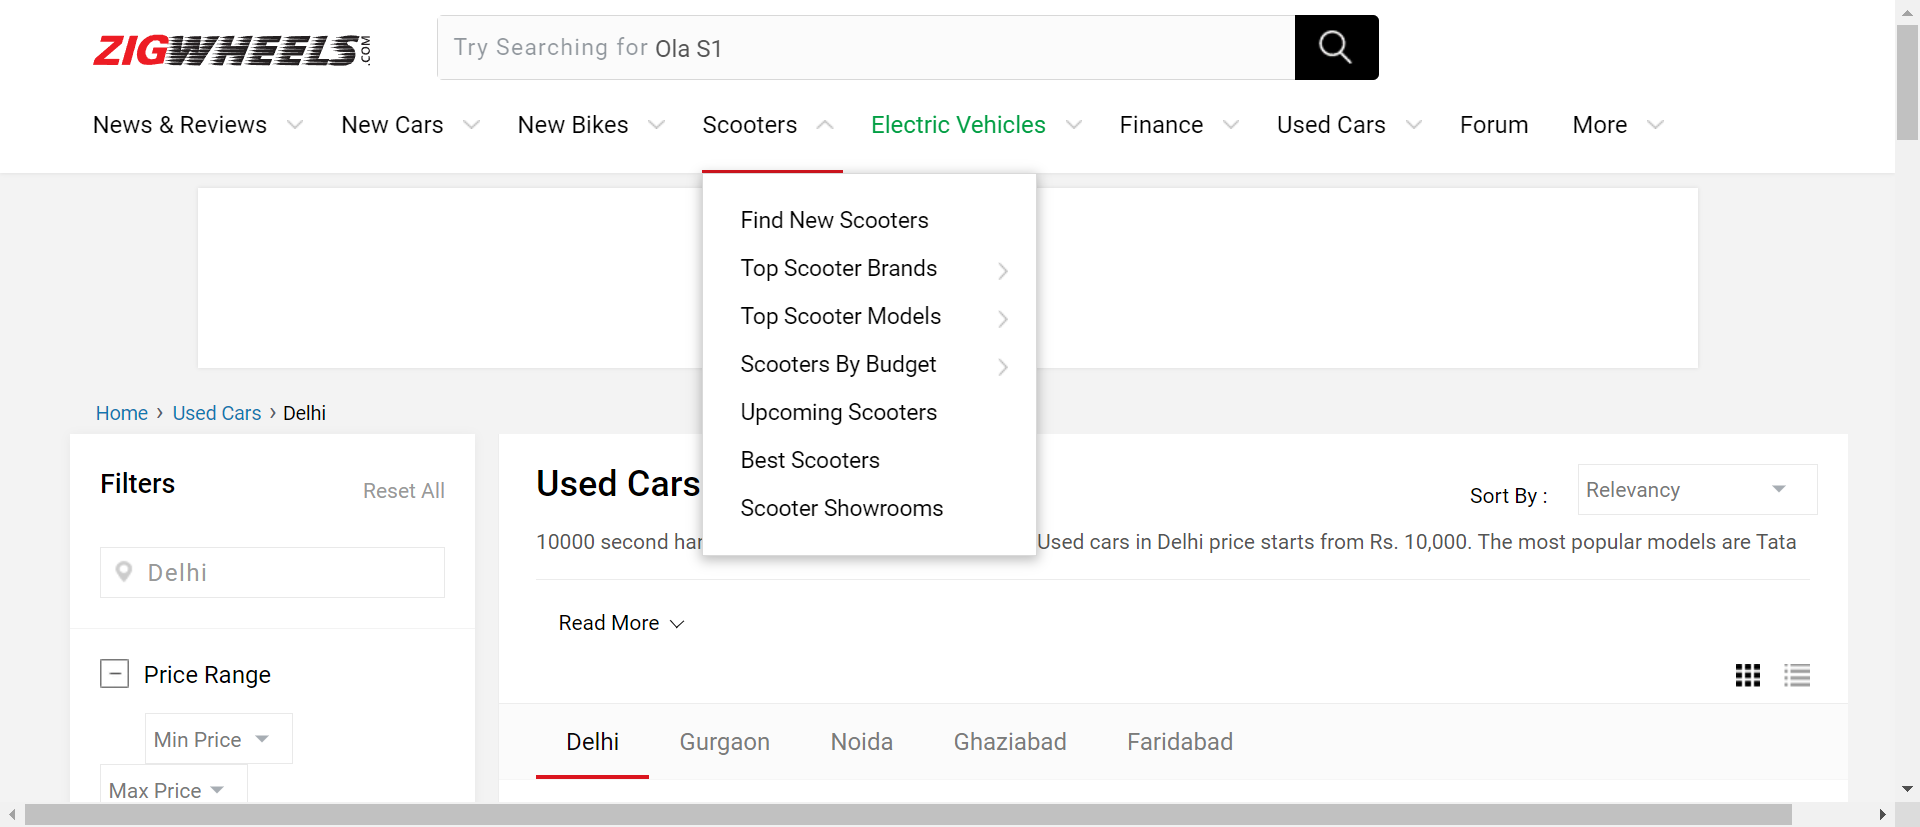 ZIGWHEELS.COM
Try Searching for Ola S1
News & Reviews New Cars New Bikes Scooters Electric Vehicles Finance Used Cars Forum More
Find New Scooters
Top Scooter Brands
Top Scooter Models
Scooters By Budget
Upcoming Scooters
Best Scooters
Scooter Showrooms
Home › Used Cars › Delhi
Filters
Reset All
Delhi
Price Range
Min Price
Max Price
Used Cars
Sort By :
Relevancy
10000 second har Used cars in Delhi price starts from Rs. 10,000. The most popular models are Tata
Read More
Delhi Gurgaon Noida Ghaziabad Faridabad